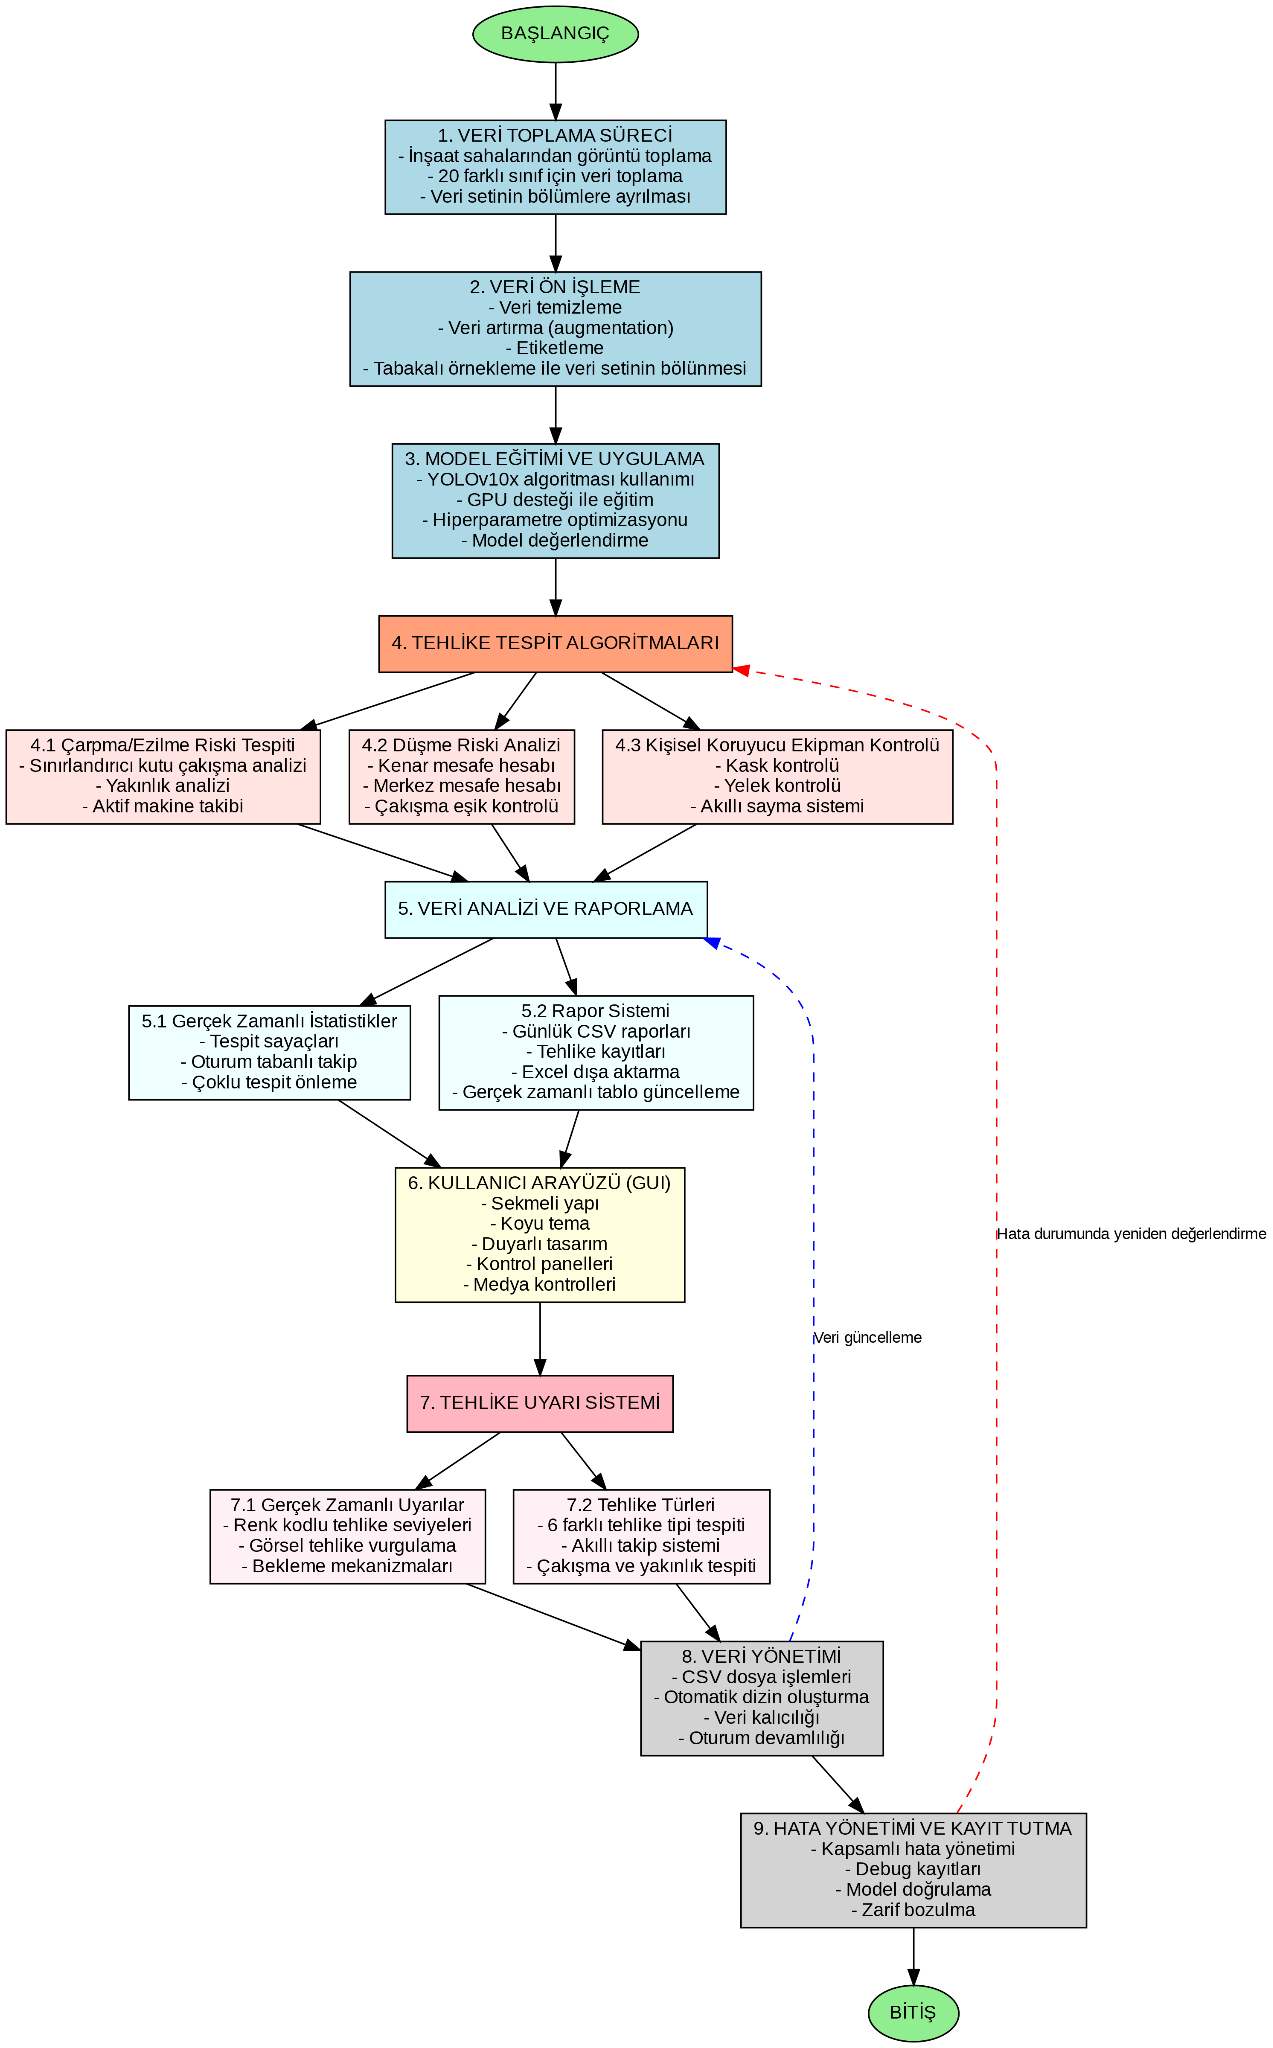 BAŞLANGIÇ
1. VERİ TOPLAMA SÜRECİ
- İnşaat sahalarından görüntü toplama
- 20 farklı sınıf için veri toplama
- Veri setinin bölümlere ayrılması
2. VERİ ÖN İŞLEME
- Veri temizleme
- Veri artırma (augmentation)
- Etiketleme
- Tabakalı örnekleme ile veri setinin bölünmesi
3. MODEL EĞİTİMİ VE UYGULAMA
- YOLOv10x algoritması kullanımı
- GPU desteği ile eğitim
- Hiperparametre optimizasyonu
- Model değerlendirme
4. TEHLİKE TESPİT ALGORİTMALARI
4.1 Çarpma/Ezilme Riski Tespiti
- Sınırlandırıcı kutu çakışma analizi
- Yakınlık analizi
- Aktif makine takibi
4.2 Düşme Riski Analizi
- Kenar mesafe hesabı
- Merkez mesafe hesabı
- Çakışma eşik kontrolü
4.3 Kişisel Koruyucu Ekipman Kontrolü
- Kask kontrolü
- Yelek kontrolü
- Akıllı sayma sistemi
5. VERİ ANALİZİ VE RAPORLAMA
5.1 Gerçek Zamanlı İstatistikler
- Tespit sayaçları
- Oturum tabanlı takip
- Çoklu tespit önleme
5.2 Rapor Sistemi
- Günlük CSV raporları
- Tehlike kayıtları
- Excel dışa aktarma
- Gerçek zamanlı tablo güncelleme
6. KULLANICI ARAYÜZÜ (GUI)
- Sekmeli yapı
- Koyu tema
- Duyarlı tasarım
- Kontrol panelleri
- Medya kontrolleri
Hata durumunda yeniden değerlendirme
Veri güncelleme
7. TEHLİKE UYARI SİSTEMİ
7.1 Gerçek Zamanlı Uyarılar
- Renk kodlu tehlike seviyeleri
- Görsel tehlike vurgulama
- Bekleme mekanizmaları
7.2 Tehlike Türleri
- 6 farklı tehlike tipi tespiti
- Akıllı takip sistemi
- Çakışma ve yakınlık tespiti
8. VERİ YÖNETİMİ
- CSV dosya işlemleri
- Otomatik dizin oluşturma
- Veri kalıcılığı
- Oturum devamlılığı
9. HATA YÖNETİMİ VE KAYIT TUTMA
- Kapsamlı hata yönetimi
- Debug kayıtları
- Model doğrulama
- Zarif bozulma
BİTİŞ